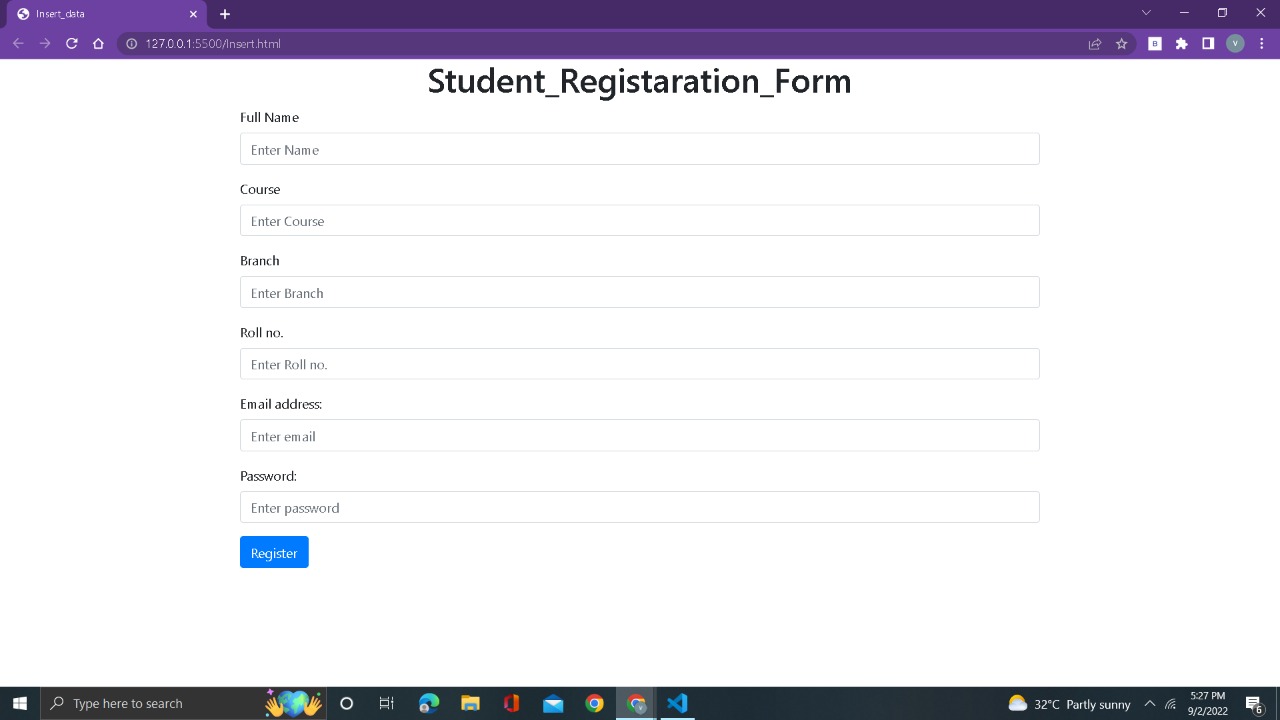 Insert_data
127.0.0.1:5500/Insert.html
B
V
Student_Registaration_Form
Full Name
Enter Name
Course
Enter Course
Branch
Enter Branch
Roll no.
Enter Roll no.
Email address:
Enter email
Password:
Enter password
Register
Type here to search
32°C Partly sunny
5:27 PM
9/2/2022
6